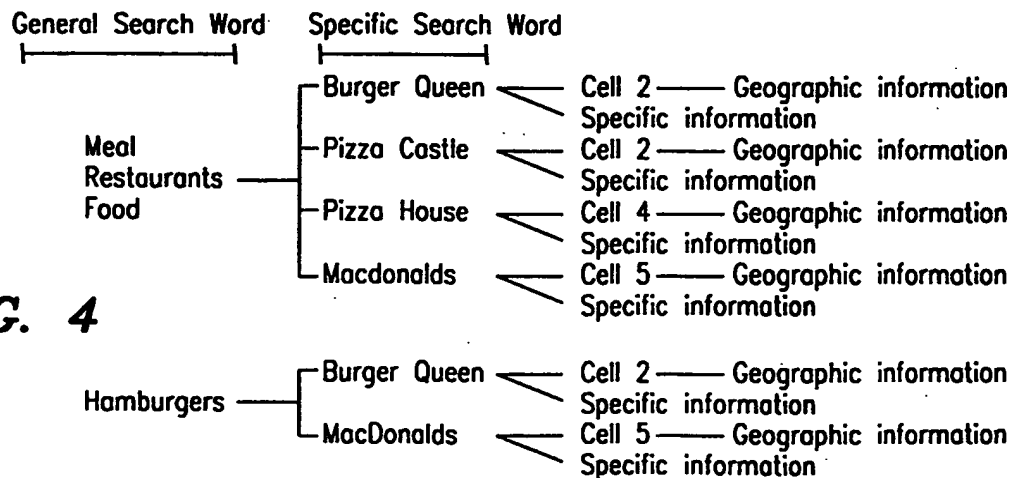 General Search Word Specific Search Word
Burger Queen Cell 2 Geographic information
Specific information
Meal Pizza Castle Cell 2 Geographic information
Restaurants Specific information
Food Pizza House Cell 4 Geographic information
Specific information
Macdonalds Cell 5 Geographic information
Specific information
G. 4
Burger Queen Cell 2 Geographic information
Hamburgers Specific information
MacDonalds Cell 5 Geographic information
Specific information